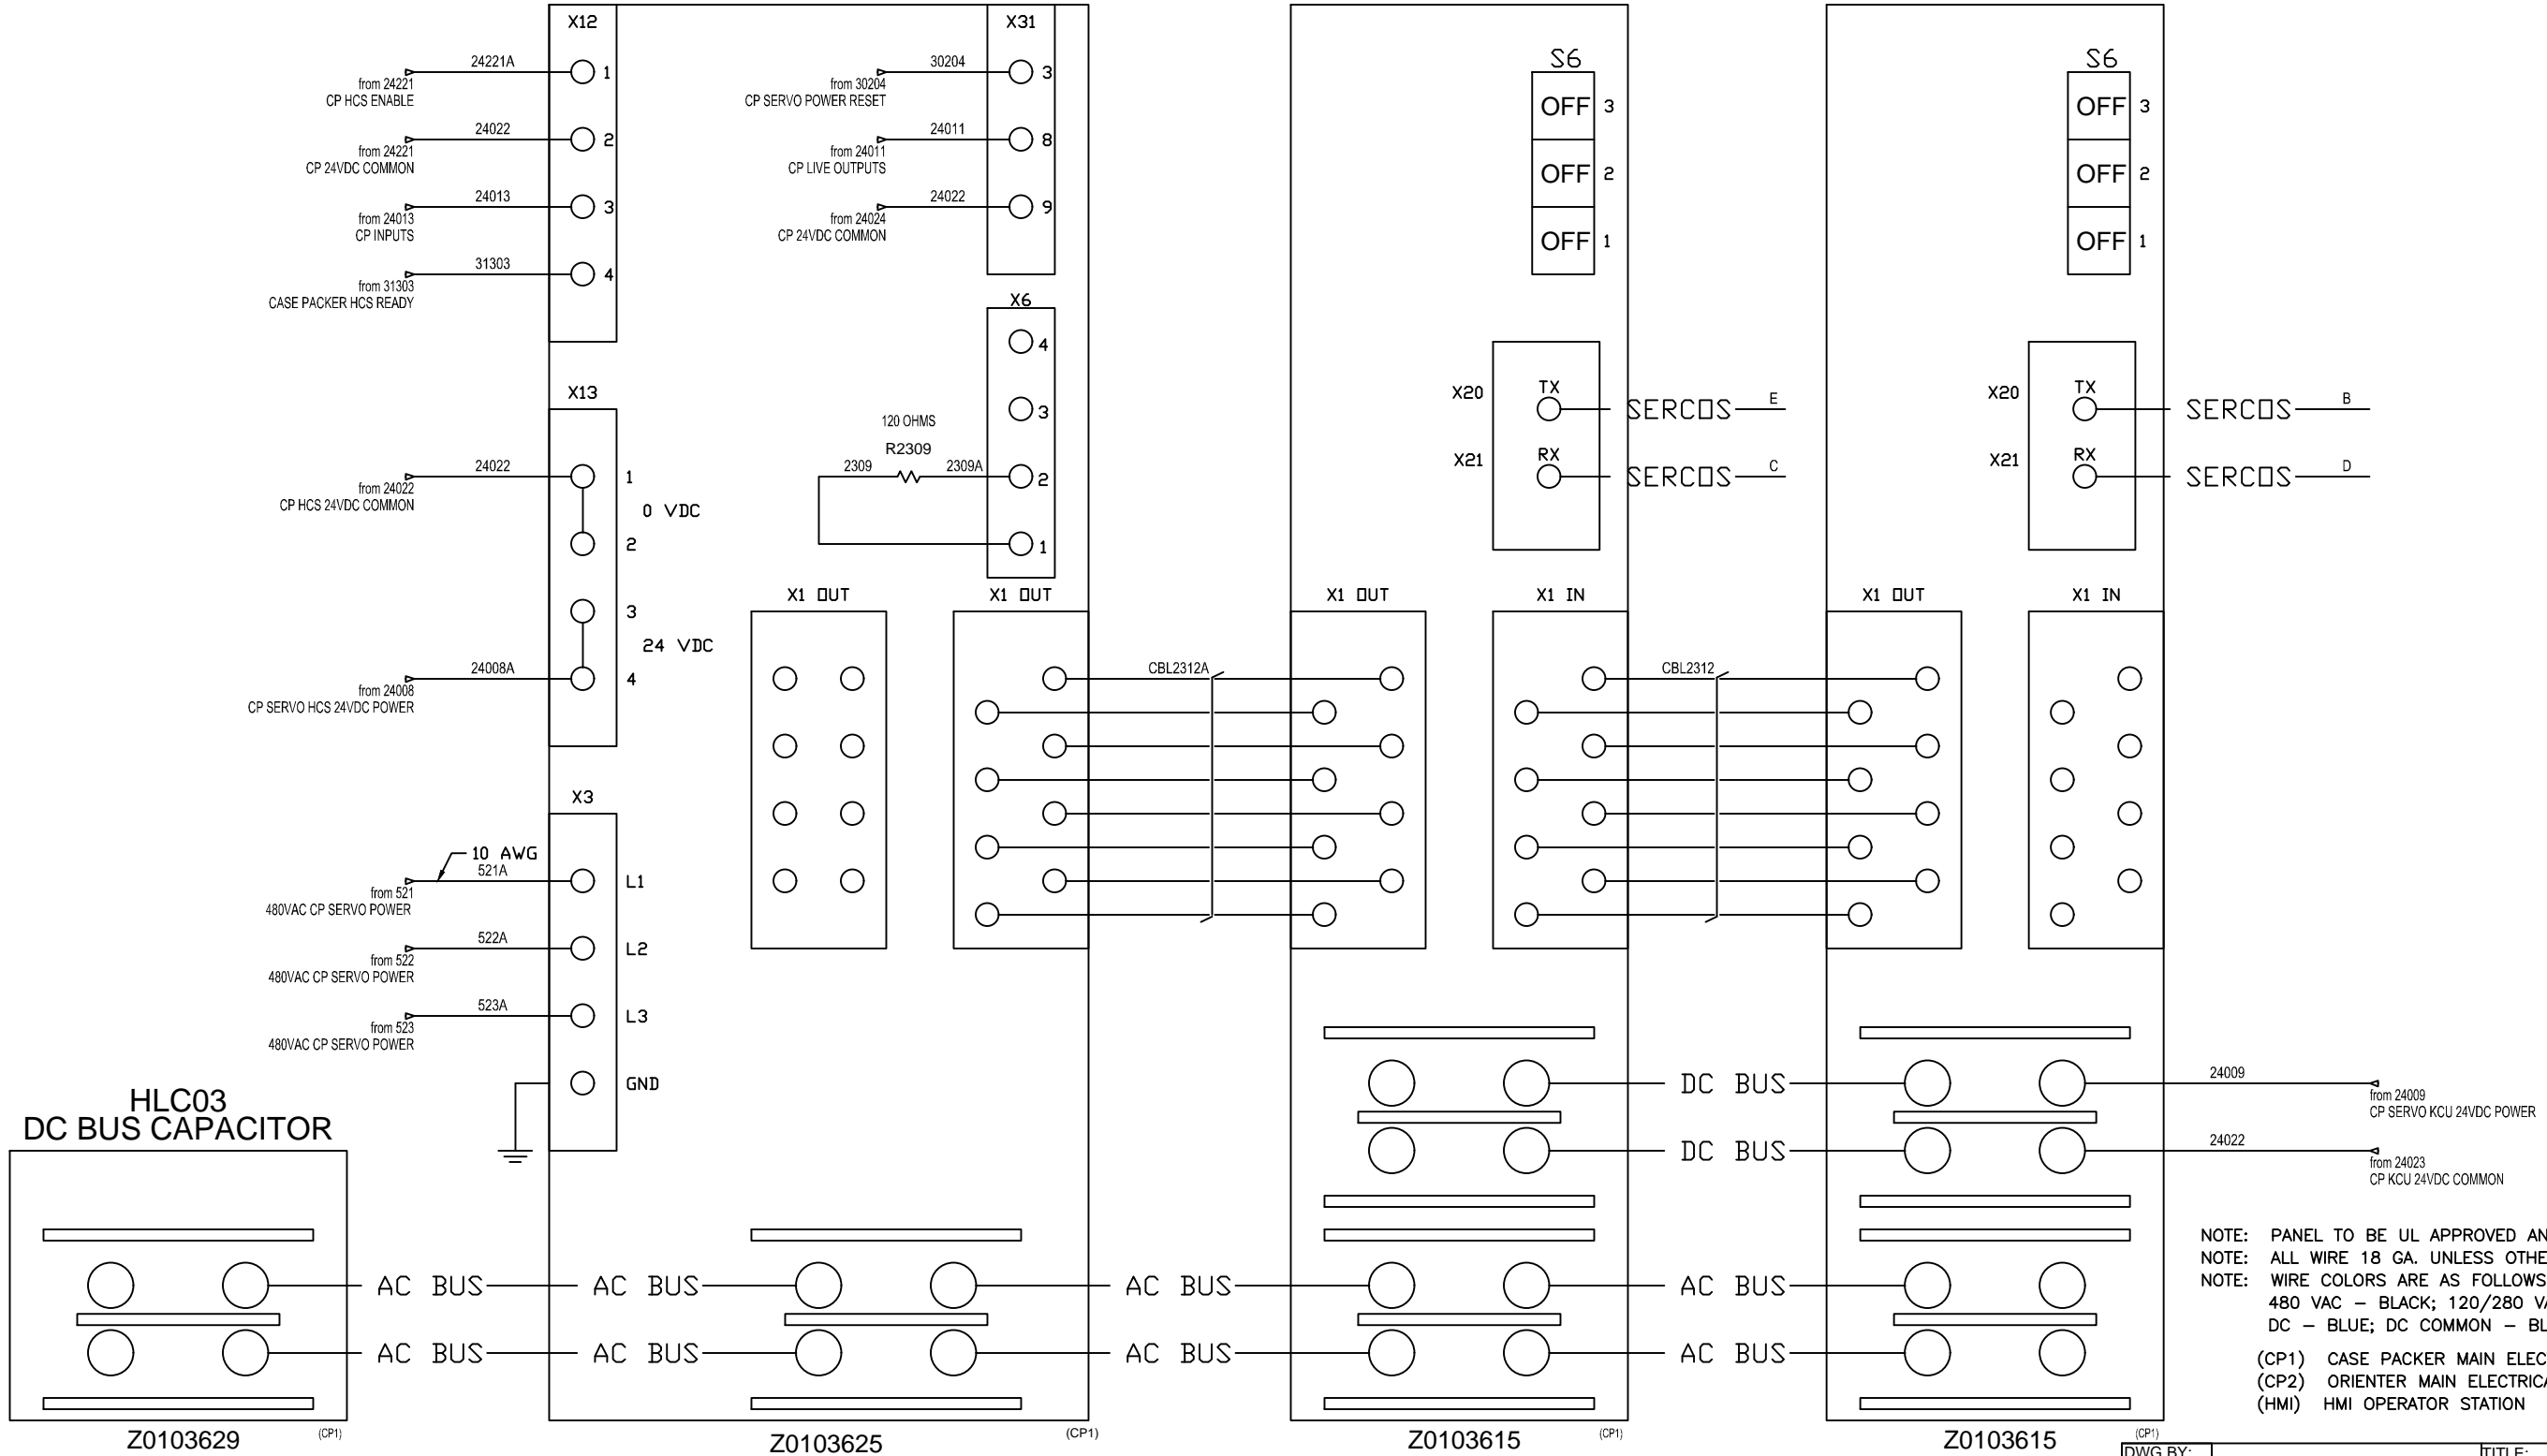 X12
24221A
1
from 24221
CP HCS ENABLE
24022
2
from 24221
CP 24VDC COMMON
24013
3
from 24013
CP INPUTS
31303
4
from 31303
CASE PACKER HCS READY
X31
30204
3
from 30204
CP SERVO POWER RESET
24011
8
from 24011
CP LIVE OUTPUTS
24022
9
from 24024
CP 24VDC COMMON
X6
4
3
120 OHMS
R2309
2309
2309A
2
1
X13
24022
1
from 24022
CP HCS 24VDC COMMON
0 VDC
2
3
24 VDC
24008A
4
from 24008
CP SERVO HCS 24VDC POWER
X3
10 AWG
521A
L1
from 521
480VAC CP SERVO POWER
522A
L2
from 522
480VAC CP SERVO POWER
523A
L3
from 523
480VAC CP SERVO POWER
GND
X1 OUT
X1 OUT
CBL2312A
S6
OFF 3
OFF 2
OFF 1
X20
TX
SERCOS
E
X21
RX
SERCOS
C
X1 OUT
X1 IN
CBL2312
S6
OFF 3
OFF 2
OFF 1
X20
TX
SERCOS
B
X21
RX
SERCOS
D
X1 OUT
X1 IN
DC BUS
24009
from 24009
CP SERVO KCU 24VDC POWER
DC BUS
24022
from 24023
CP KCU 24VDC COMMON
HLC03
DC BUS CAPACITOR
AC BUS AC BUS AC BUS AC BUS
AC BUS AC BUS AC BUS AC BUS
Z0103629
(CP1)
Z0103625
(CP1)
Z0103615
(CP1)
Z0103615
(CP1)
NOTE: PANEL TO BE UL APPROVED AN
NOTE: ALL WIRE 18 GA. UNLESS OTHE
NOTE: WIRE COLORS ARE AS FOLLOWS
480 VAC – BLACK; 120/280 VA
DC – BLUE; DC COMMON – BL
(CP1) CASE PACKER MAIN ELEC
(CP2) ORIENTER MAIN ELECTRICA
(HMI) HMI OPERATOR STATION
DWG BY:
TITLE: